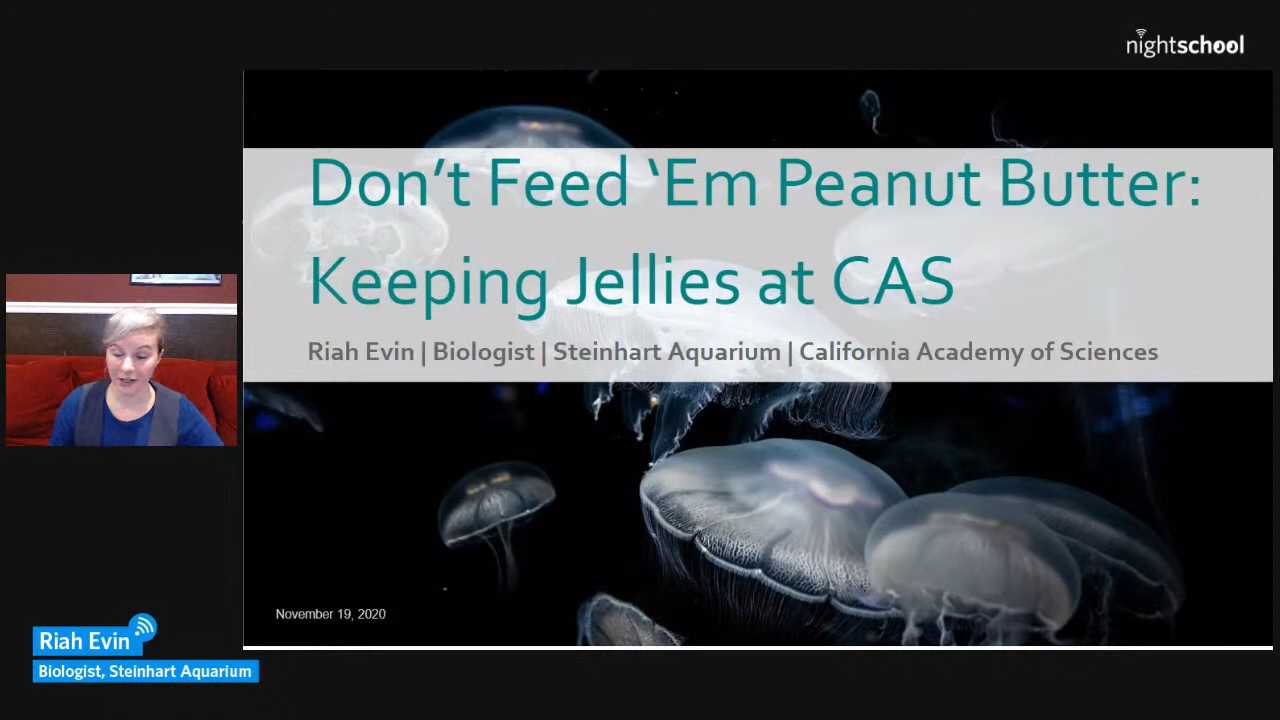 nightschool
Don't Feed ‘Em Peanut Butter:
Keeping Jellies at CAS
Riah Evin | Biologist | Steinhart Aquarium | California Academy of Sciences
November 19, 2020
Riah Evin
Biologist, Steinhart Aquarium